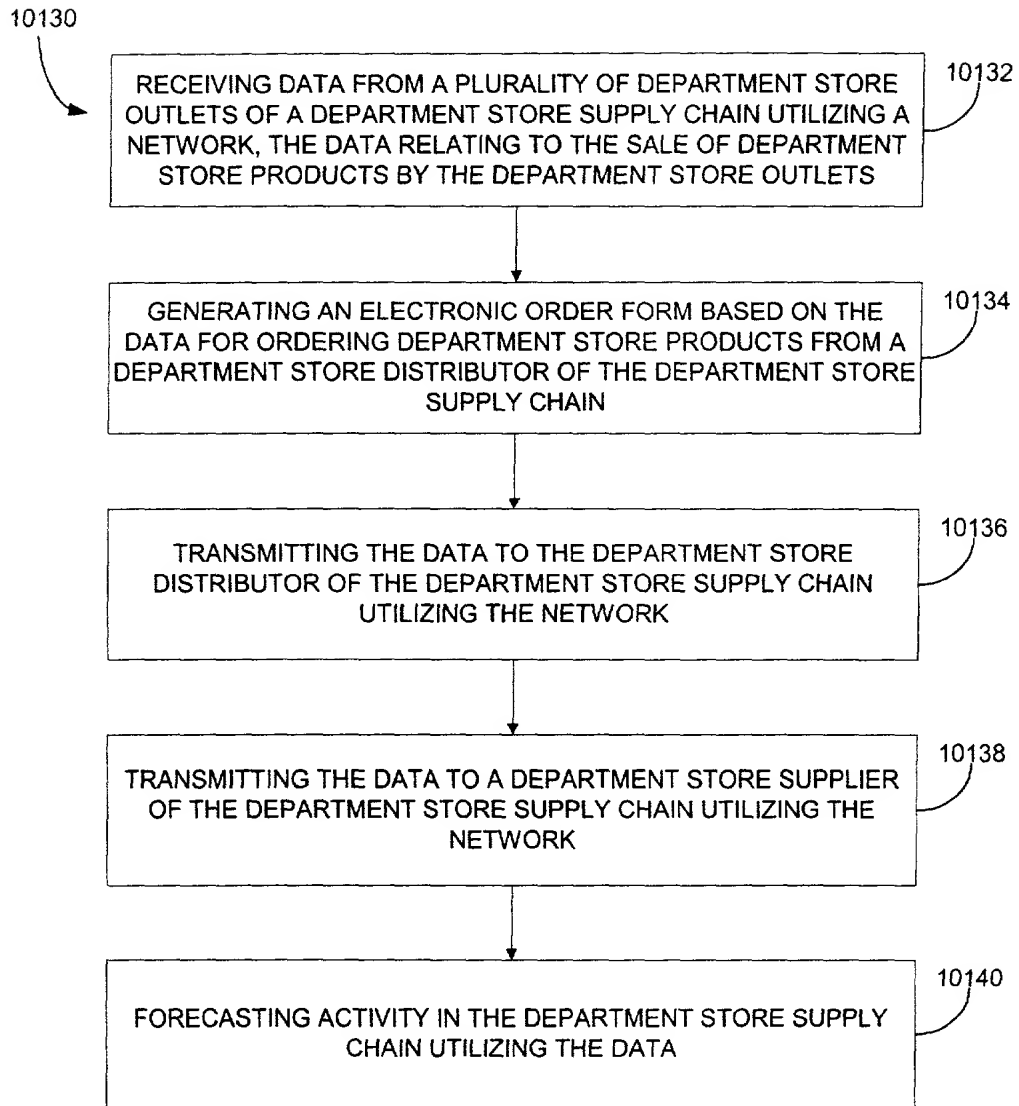 10130
RECEIVING DATA FROM A PLURALITY OF DEPARTMENT STORE
OUTLETS OF A DEPARTMENT STORE SUPPLY CHAIN UTILIZING A
NETWORK, THE DATA RELATING TO THE SALE OF DEPARTMENT
STORE PRODUCTS BY THE DEPARTMENT STORE OUTLETS
10132
GENERATING AN ELECTRONIC ORDER FORM BASED ON THE
DATA FOR ORDERING DEPARTMENT STORE PRODUCTS FROM A
DEPARTMENT STORE DISTRIBUTOR OF THE DEPARTMENT STORE
SUPPLY CHAIN
10134
TRANSMITTING THE DATA TO THE DEPARTMENT STORE
DISTRIBUTOR OF THE DEPARTMENT STORE SUPPLY CHAIN
UTILIZING THE NETWORK
10136
TRANSMITTING THE DATA TO A DEPARTMENT STORE SUPPLIER
OF THE DEPARTMENT STORE SUPPLY CHAIN UTILIZING THE
NETWORK
10138
FORECASTING ACTIVITY IN THE DEPARTMENT STORE SUPPLY
CHAIN UTILIZING THE DATA
10140